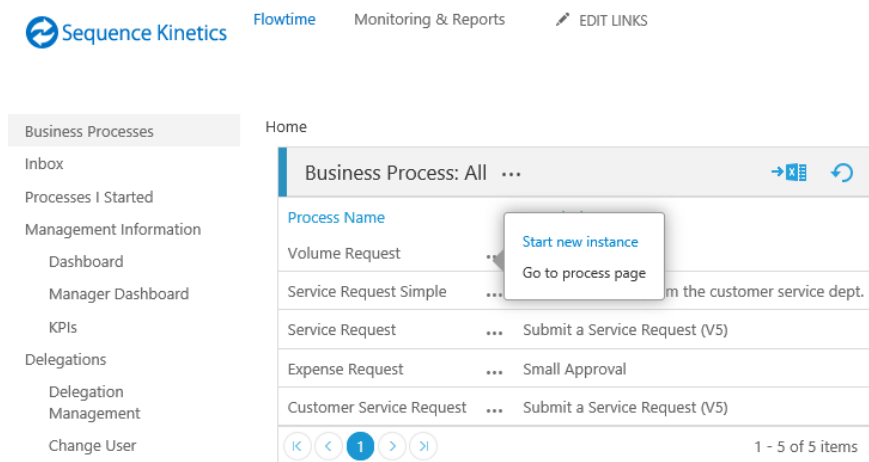 Sequence Kinetics
Flowtime Monitoring & Reports EDIT LINKS
Business Processes
Inbox
Processes I Started
Management Information
Dashboard
Manager Dashboard
KPIs
Delegations
Delegation
Management
Change User
Home
Business Process: All ...
Process Name
Start new instance
Go to process page
Volume Request ...
Service Request Simple ... m the customer service dept.
Service Request ... Submit a Service Request (V5)
Expense Request ... Small Approval
Customer Service Request ... Submit a Service Request (V5)
1 1 - 5 of 5 items